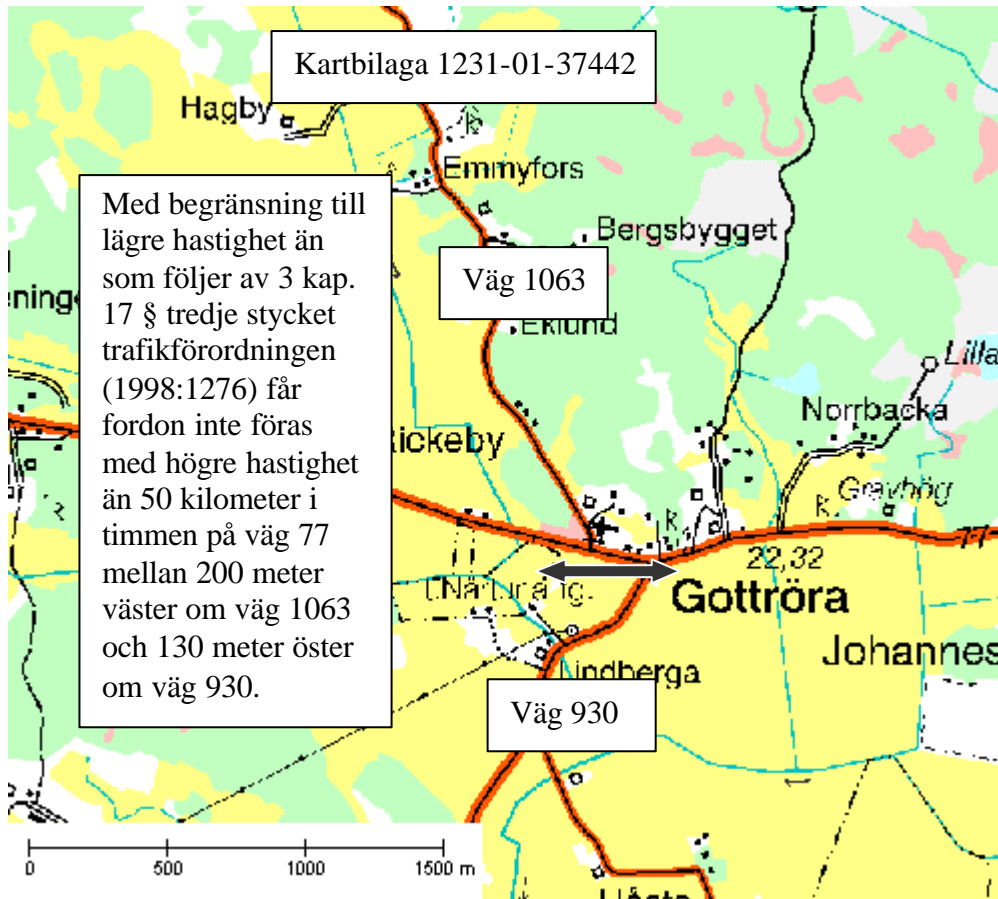 Kartbilaga 1231-01-37442
Hagby
Emmyfors
Med begränsning till
lägre hastighet än
som följer av 3 kap.
17 § tredje stycket
trafikförordningen
(1998:1276) får
fordon inte föras
med högre hastighet
än 50 kilometer i
timmen på väg 77
mellan 200 meter
väster om väg 1063
och 130 meter öster
om väg 930.
Bergsbygget
Väg 1063
Eklund
Lilla
Norrbacka
Rickeby
Gravhög
77
22,32
Gottröra
Johannes
Lindberga
Väg 930
0 500 1000 1500 m